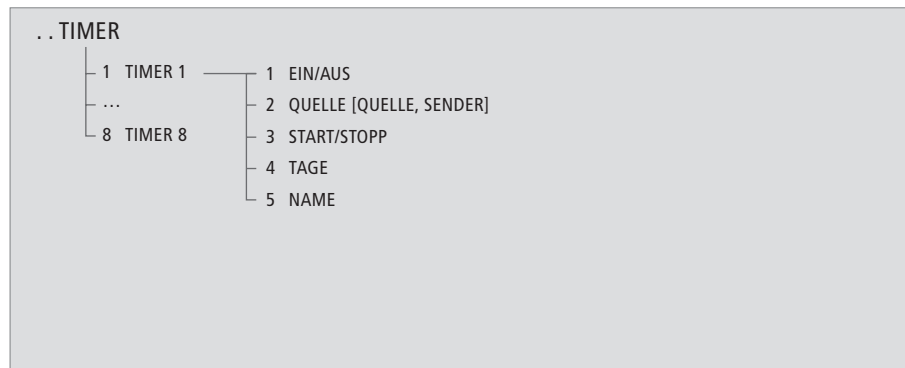 . . TIMER
1 TIMER 1
1 EIN/AUS
2 QUELLE [QUELLE, SENDER]
3 START/STOPP
4 TAGE
5 NAME
…
8 TIMER 8